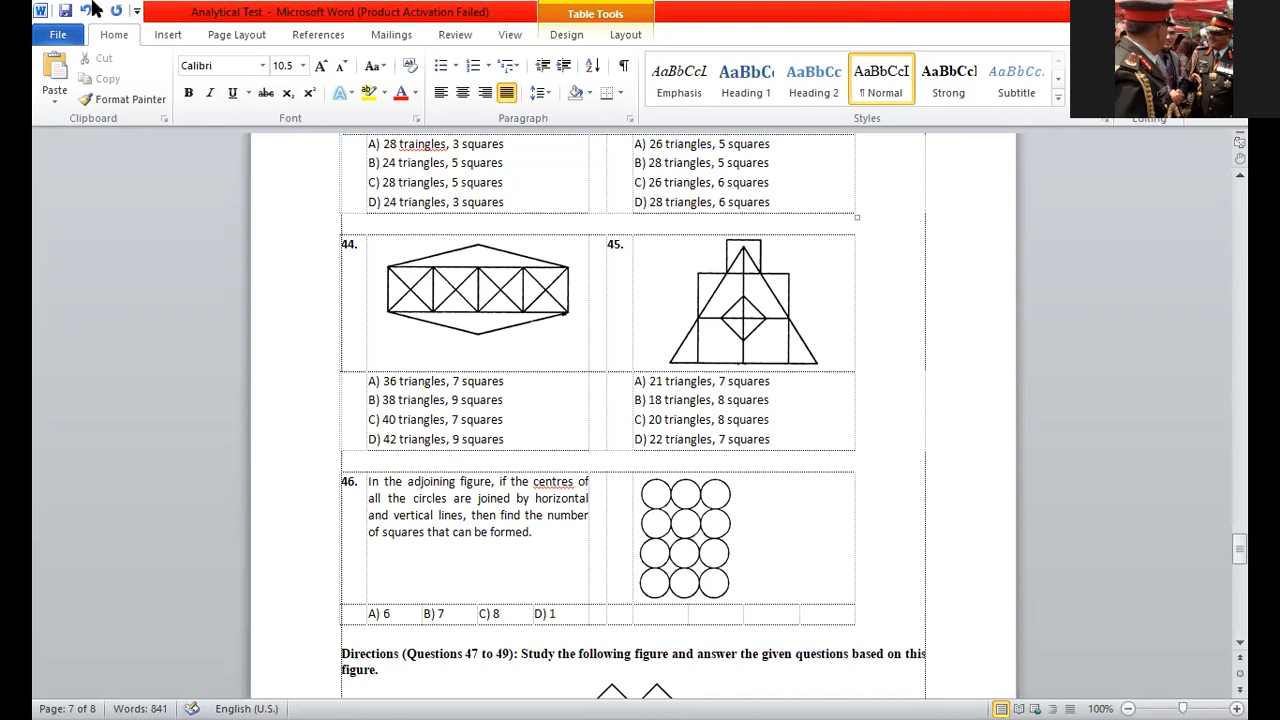 Analytical Test - Microsoft Word (Product Activation Failed)
Table Tools
File
Home
Insert
Page Layout
References
Mailings
Review
View
Design
Layout
Paste
Cut
Copy
Format Painter
Clipboard
Calibri
10.5
Font
Paragraph
AaBbCcI
Emphasis
AaBbCc
Heading 1
AaBbCc
Heading 2
AaBbCcI
¶ Normal
AaBbCcl
Strong
AaBbCc.
Subtitle
Styles
Editing
A) 28 traingles, 3 squares
B) 24 triangles, 5 squares
C) 28 triangles, 5 squares
D) 24 triangles, 3 squares
A) 26 triangles, 5 squares
B) 28 triangles, 5 squares
C) 26 triangles, 6 squares
D) 28 triangles, 6 squares
44.
45.
A) 36 triangles, 7 squares
B) 38 triangles, 9 squares
C) 40 triangles, 7 squares
D) 42 triangles, 9 squares
A) 21 triangles, 7 squares
B) 18 triangles, 8 squares
C) 20 triangles, 8 squares
D) 22 triangles, 7 squares
46.
In the adjoining figure, if the centres of
all the circles are joined by horizontal
and vertical lines, then find the number
of squares that can be formed.
A) 6 B) 7 C) 8 D) 1
Directions (Questions 47 to 49): Study the following figure and answer the given questions based on this
figure.
Page: 7 of 8
Words: 841
English (U.S.)
100%